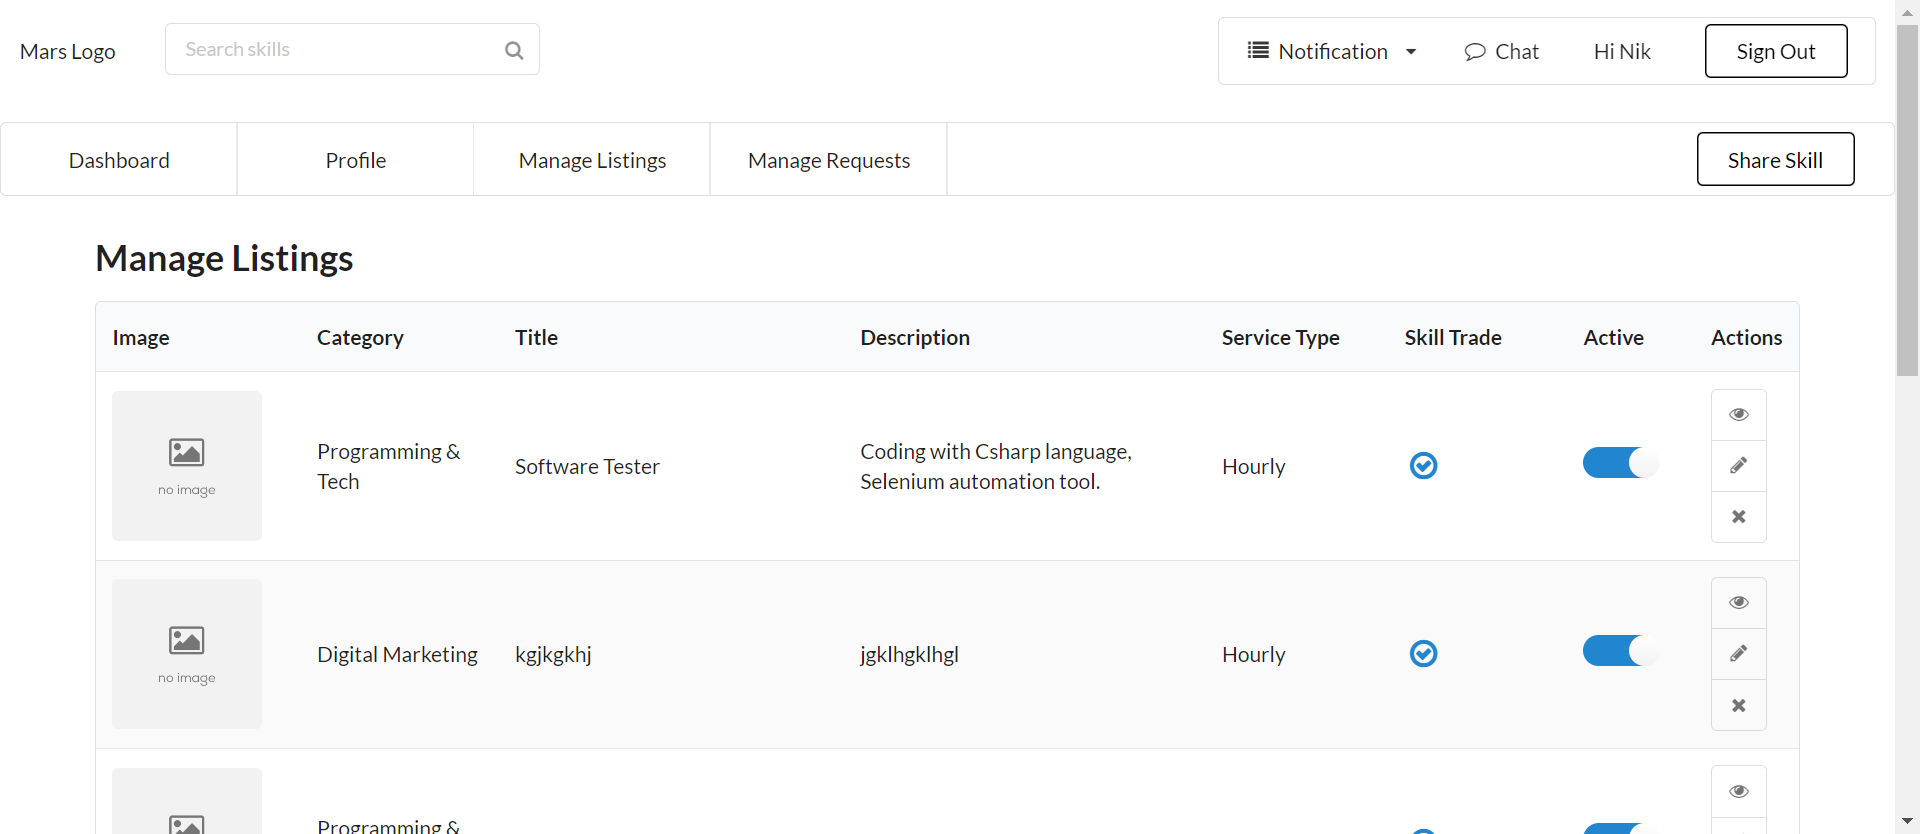 Mars Logo
Search skills
Notification
Chat
Hi Nik
Sign Out
Dashboard
Profile
Manage Listings
Manage Requests
Share Skill
Manage Listings
Image Category Title Description Service Type Skill Trade Active Actions
no image
Programming &
Tech
Software Tester
Coding with Csharp language,
Selenium automation tool.
Hourly
no image
Digital Marketing
kgjkgkhj
jgklhgklhgl
Hourly
Programming &